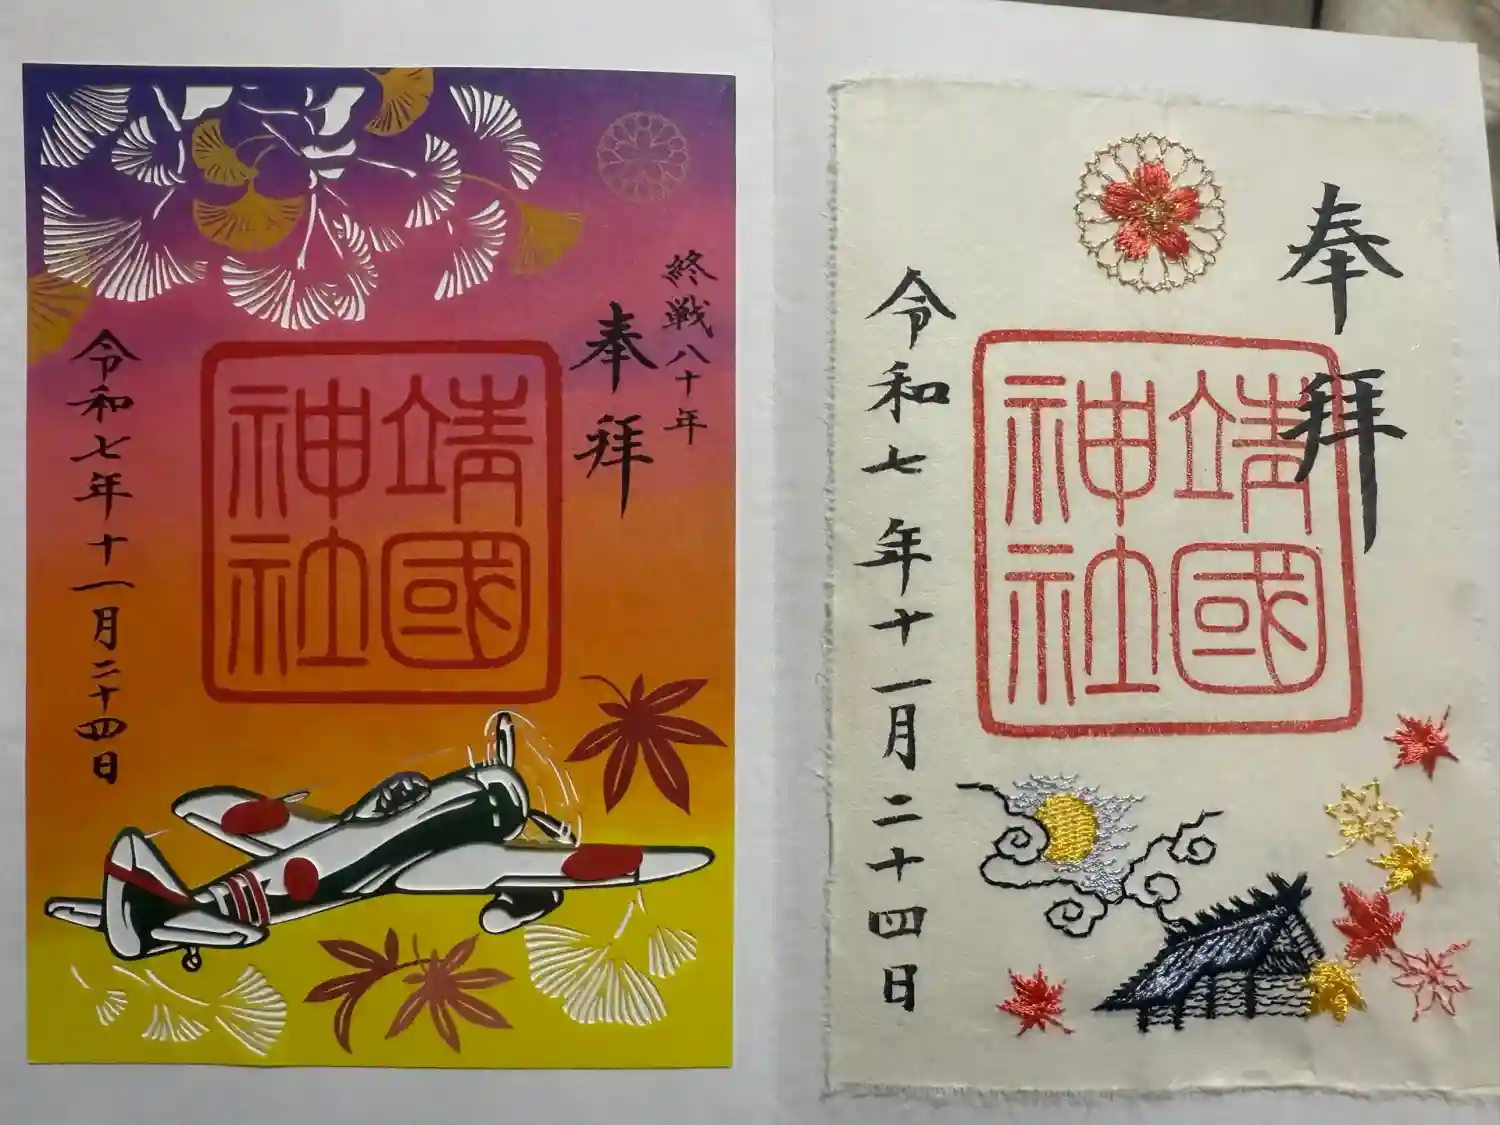 終戦八十年
奉拝
靖國
神社
令和七年十一月二十四日
奉拝
靖國
神社
令和七年十一月二十四日